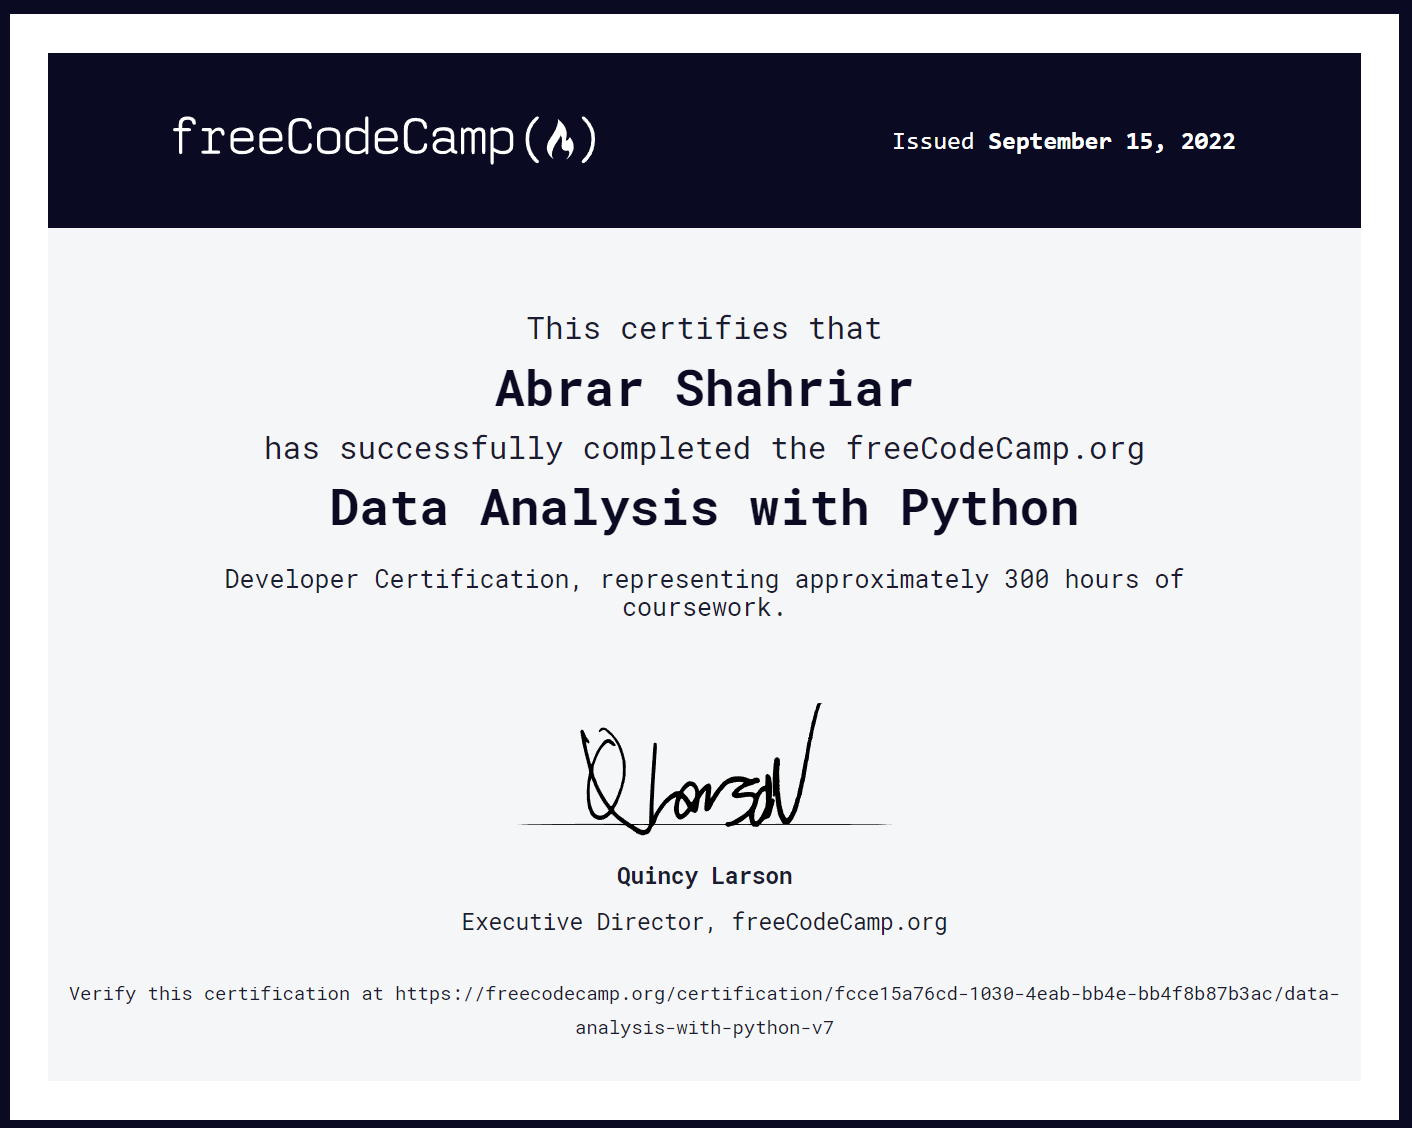 freeCodeCamp()
Issued September 15, 2022
This certifies that
Abrar Shahriar
has successfully completed the freeCodeCamp.org
Data Analysis with Python
Developer Certification, representing approximately 300 hours of
coursework.
Q Larson
Quincy Larson
Executive Director, freeCodeCamp.org
Verify this certification at https://freecodecamp.org/certification/fcce15a76cd-1030-4eab-bb4e-bb4f8b87b3ac/data-
analysis-with-python-v7